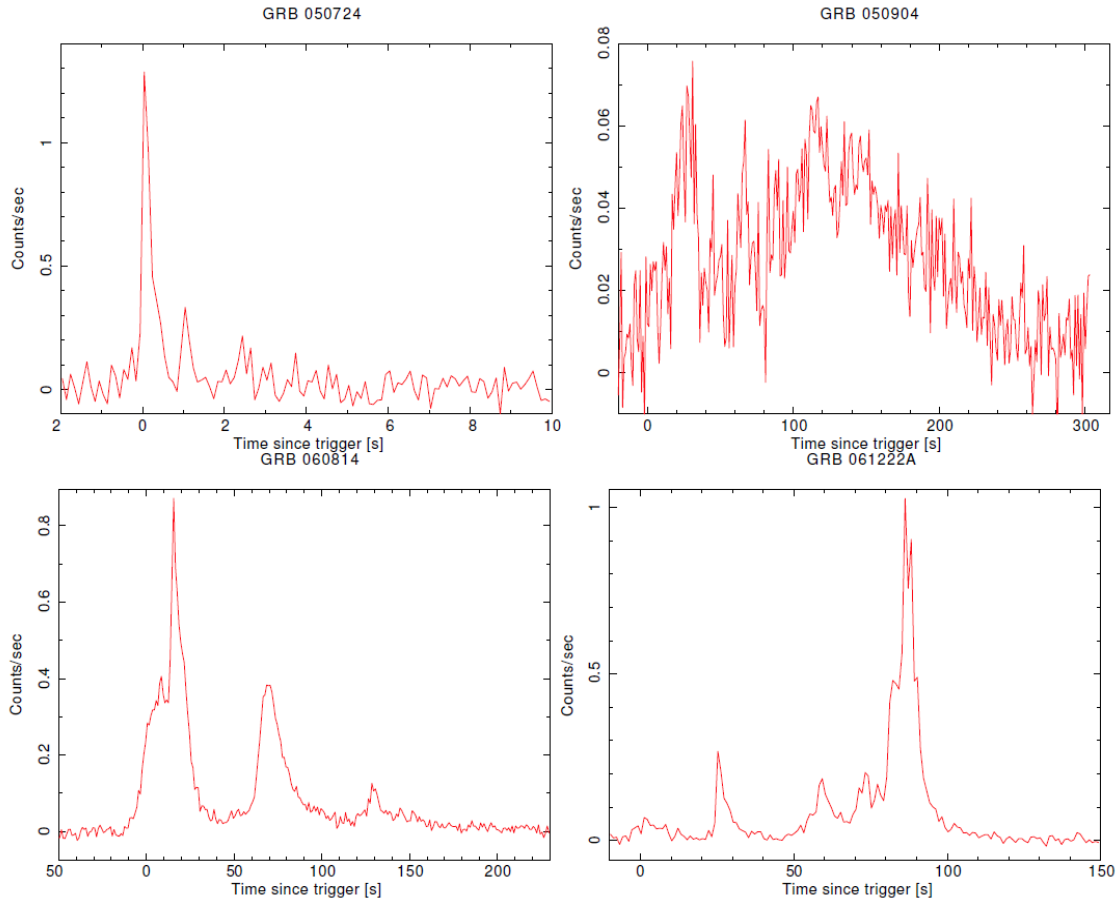 GRB 050724
Counts/sec
1
0.5
0
2 0 2 4 6 8 10
Time since trigger [s]
GRB 050904
Counts/sec
0.08
0.06
0.04
0.02
0
0 100 200 300
Time since trigger [s]
GRB 060814
Counts/sec
0.8
0.6
0.4
0.2
0
50 0 50 100 150 200
Time since trigger [s]
GRB 061222A
Counts/sec
1
0.5
0
0 50 100 150
Time since trigger [s]